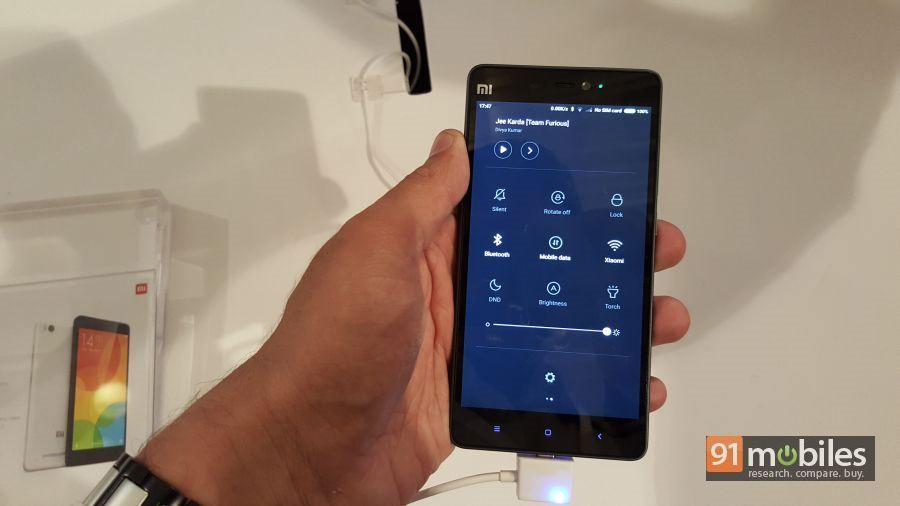 mi
17:47
0.00K/s
No SIM card
100%
Jee Karda [Team Furious]
Divya Kumar
Silent
Rotate off
Lock
Bluetooth
Mobile data
Xiaomi
DND
Brightness
Torch
mi
14
mi
91mobiles
research. compare. buy.